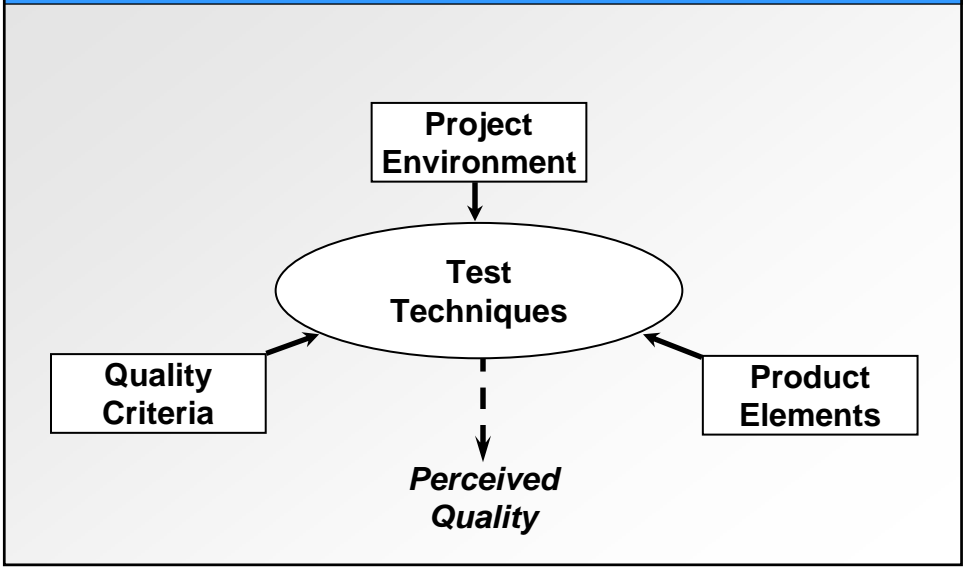 Project
Environment
Test
Techniques
Quality
Criteria
Product
Elements
Perceived
Quality